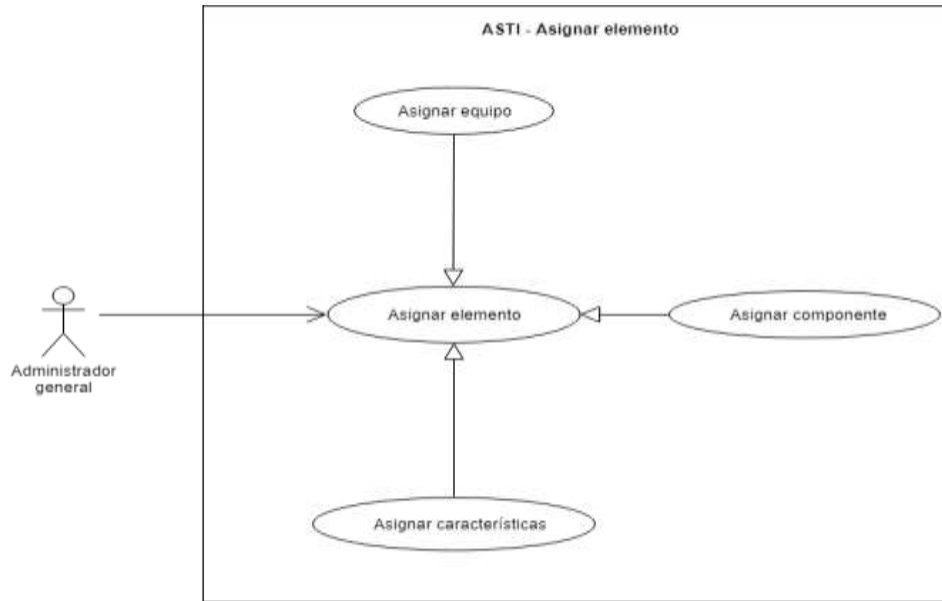 ASTI - Asignar elemento
Asignar equipo
Asignar elemento
Asignar componente
Administrador
general
Asignar características